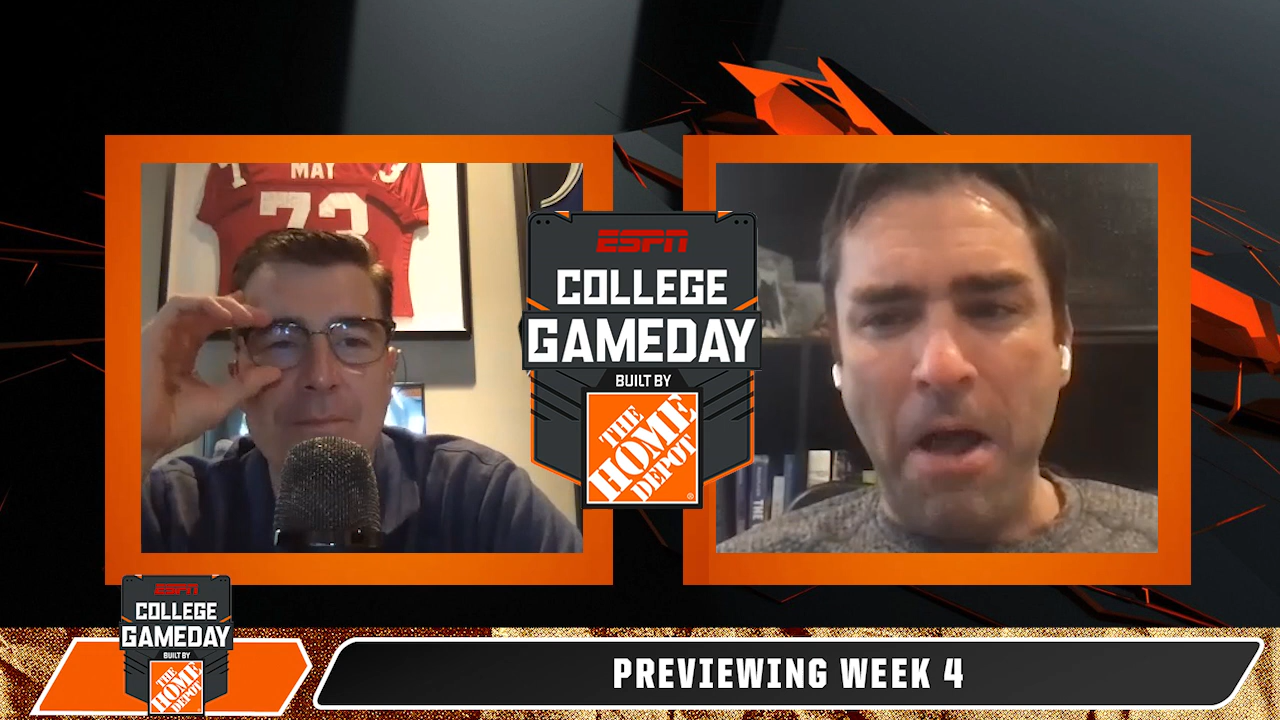 MAY
73
ESPN
COLLEGE
GAMEDAY
BUILT BY
THE
HOME
DEPOT
ESPN
COLLEGE
GAMEDAY
BUILT BY
THE
HOME
DEPOT
PREVIEWING WEEK 4